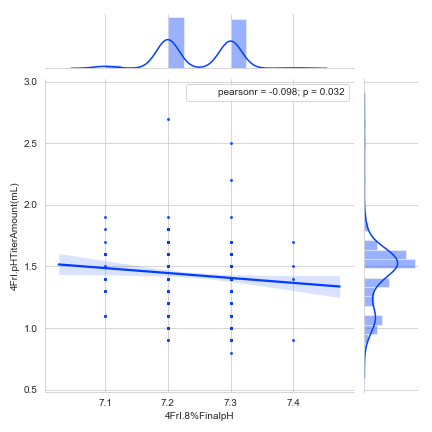 pearsonr = -0.098; p = 0.032
3.0
2.5
2.0
1.5
1.0
0.5
4FrI.pHTiterAmount(mL)
7.1 7.2 7.3 7.4
4FrI.8%FinalpH